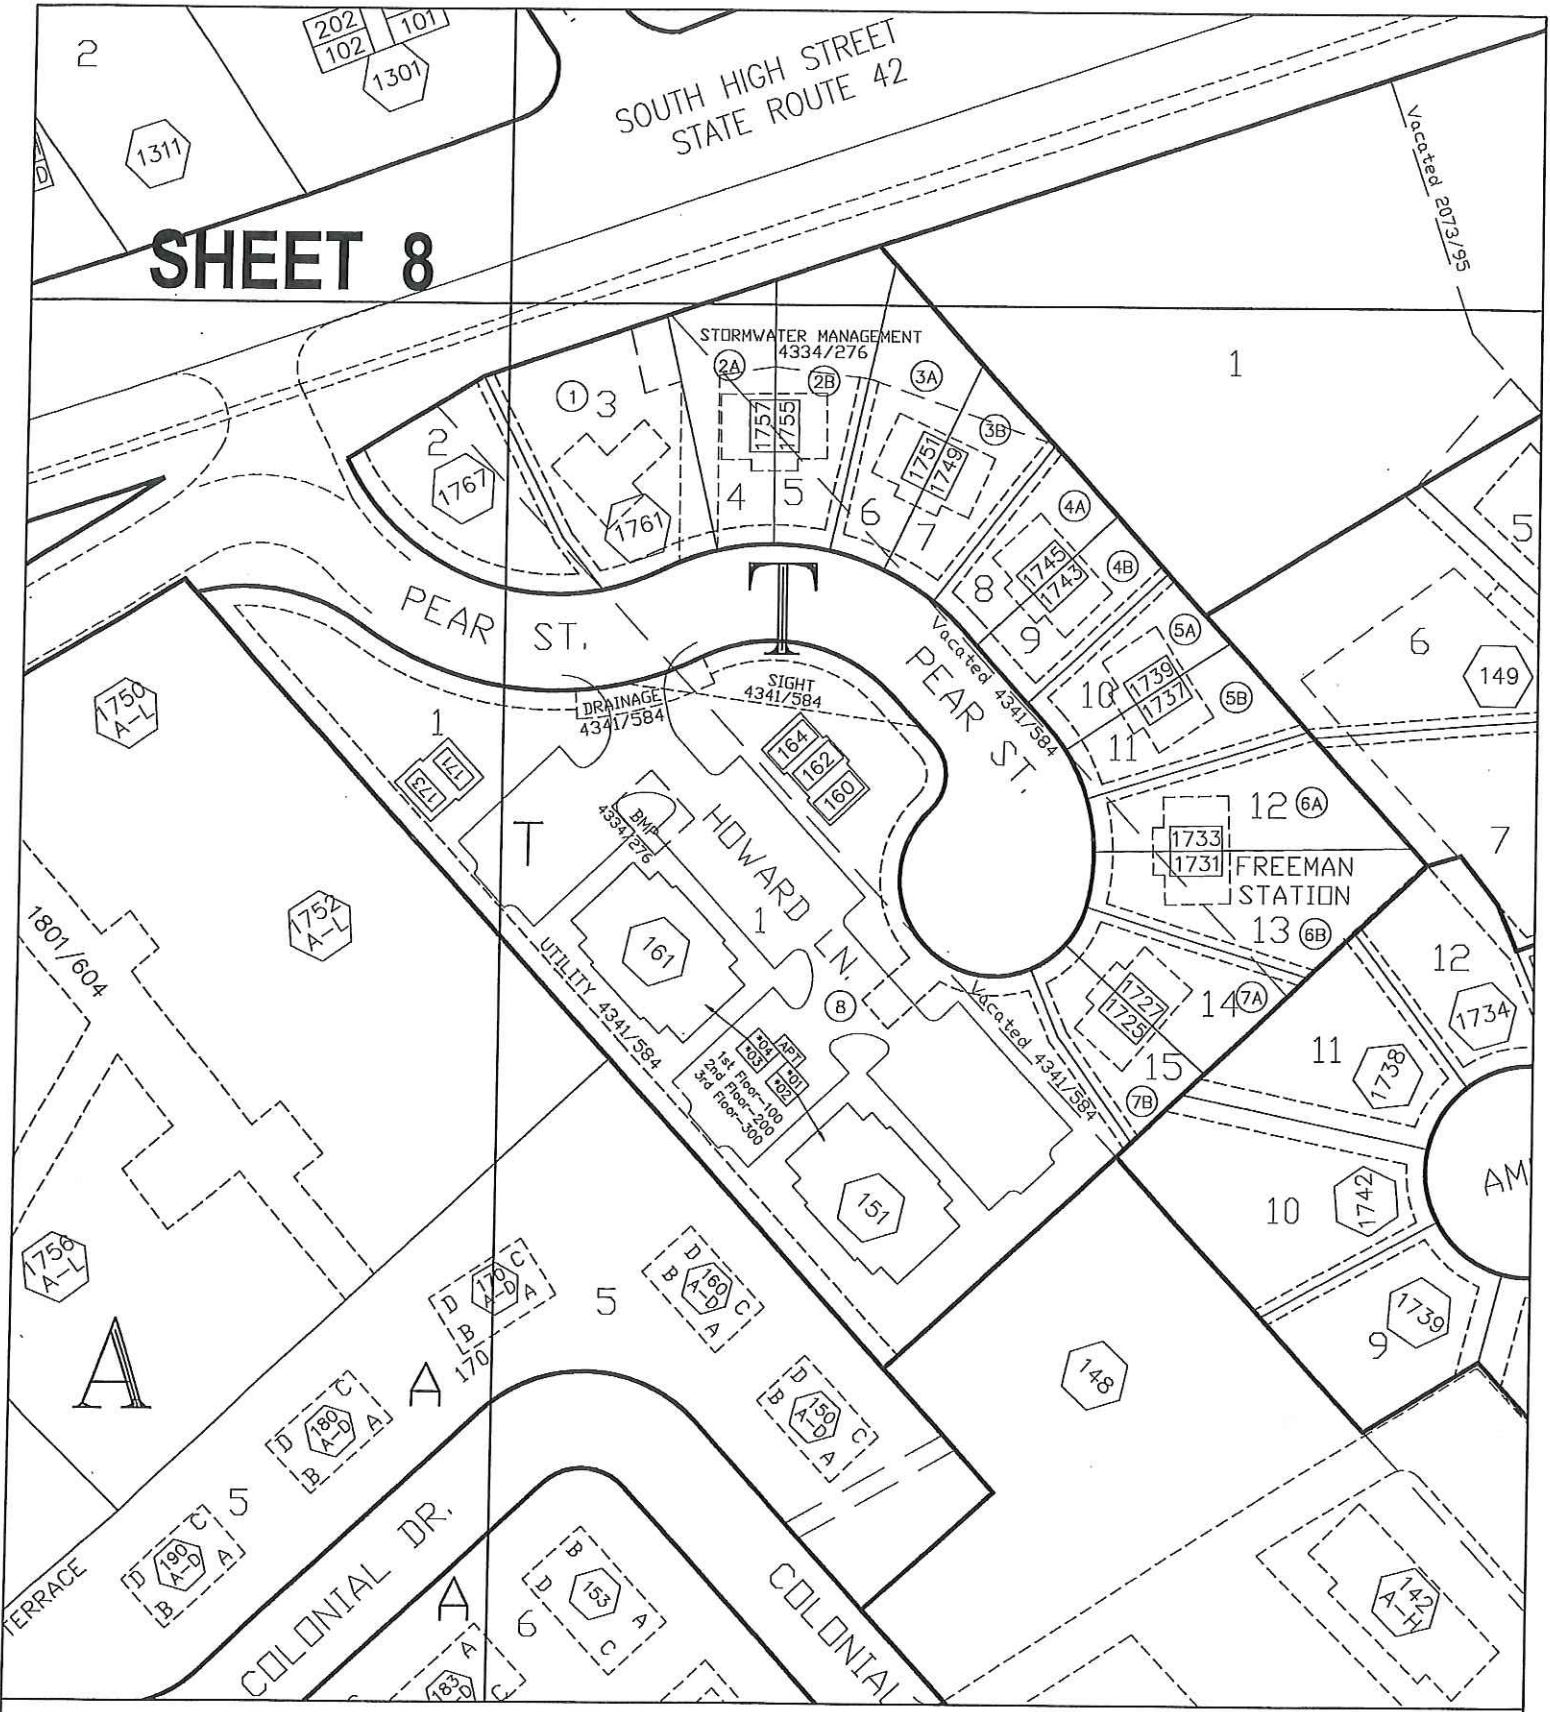 2
202
101
102
1301
1311
D
SOUTH HIGH STREET
STATE ROUTE 42
Vacated 2073/95
SHEET 8
1
STORMWATER MANAGEMENT
4334/276
2A
2B
3A
1
3
2
1767
1761
1757
1755
4
5
3B
1751
1749
6
7
4A
1745
1743
4B
8
9
5
T
PEAR ST.
Vacated 4341/584
PEAR ST.
5A
1739
1737
5B
10
11
6
149
1750
A-L
1
DRAINAGE
4341/584
SIGHT
4341/584
164
162
160
171
173
T
BMP
4334/276
HOWARD LN.
1
12
6A
1733
1731
FREEMAN
STATION
13
6B
7
1752
A-L
1801/604
161
UTILITY 4341/584
8
Vacated 4341/584
1727
1725
14
7A
15
7B
12
1734
11
1738
APT
*04
*03
*01
*02
1st Floor-100
2nd Floor-200
3rd Floor-300
151
10
1742
AM
1756
A-L
A
D
170
A-D
C
B
A
170
5
D
160
A-D
C
B
A
9
1739
148
D
180
A-D
C
B
A
A
D
150
A-D
C
B
A
5
D
190
A-D
C
B
A
TERRACE
COLONIAL DR.
A
6
B
D
153
A
C
COLONIAL
142
A-H
A
183
-D
C